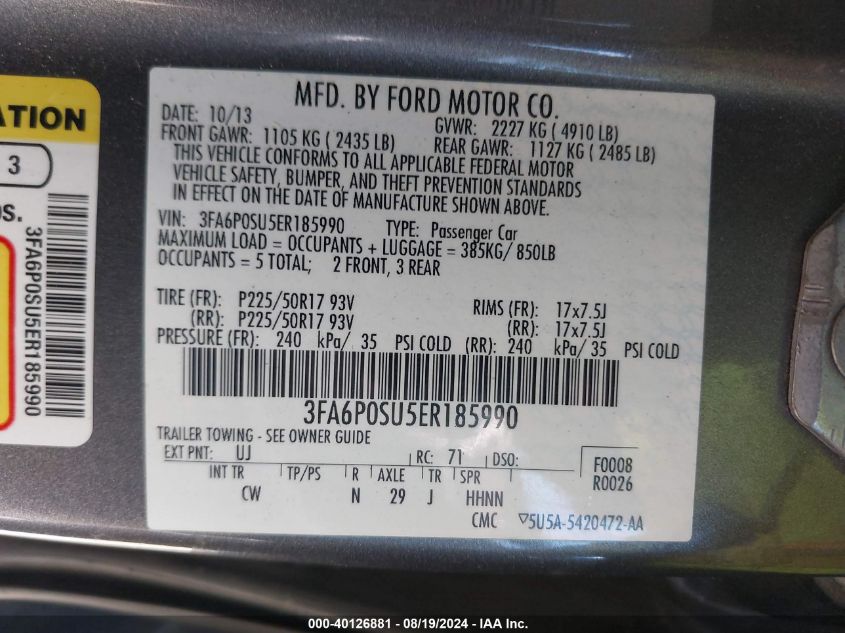 ATION
3
OS.
3FA6P0SU5ER185990
MFD. BY FORD MOTOR CO.
DATE: 10/13 GVWR: 2227 KG ( 4910 LB)
FRONT GAWR: 1105 KG ( 2435 LB) REAR GAWR: 1127 KG ( 2485 LB)
THIS VEHICLE CONFORMS TO ALL APPLICABLE FEDERAL MOTOR
VEHICLE SAFETY, BUMPER, AND THEFT PREVENTION STANDARDS
IN EFFECT ON THE DATE OF MANUFACTURE SHOWN ABOVE.
VIN: 3FA6P0SU5ER185990 TYPE: Passenger Car
MAXIMUM LOAD = OCCUPANTS + LUGGAGE = 385KG/ 850LB
OCCUPANTS = 5 TOTAL; 2 FRONT, 3 REAR
TIRE (FR): P225/50R17 93V RIMS (FR): 17x7.5J
(RR): P225/50R17 93V (RR): 17x7.5J
PRESSURE (FR): 240 kPa/ 35 PSI COLD (RR): 240 kPa/ 35 PSI COLD
3FA6P0SU5ER185990
TRAILER TOWING - SEE OWNER GUIDE
EXT PNT: UJ RC: 71 DSO: F0008
R0026
INT TR TP/PS R AXLE TR SPR
CW N 29 J HHNN
CMC ▽5U5A-5420472-AA
000-40126881 - 08/19/2024 - IAA Inc.